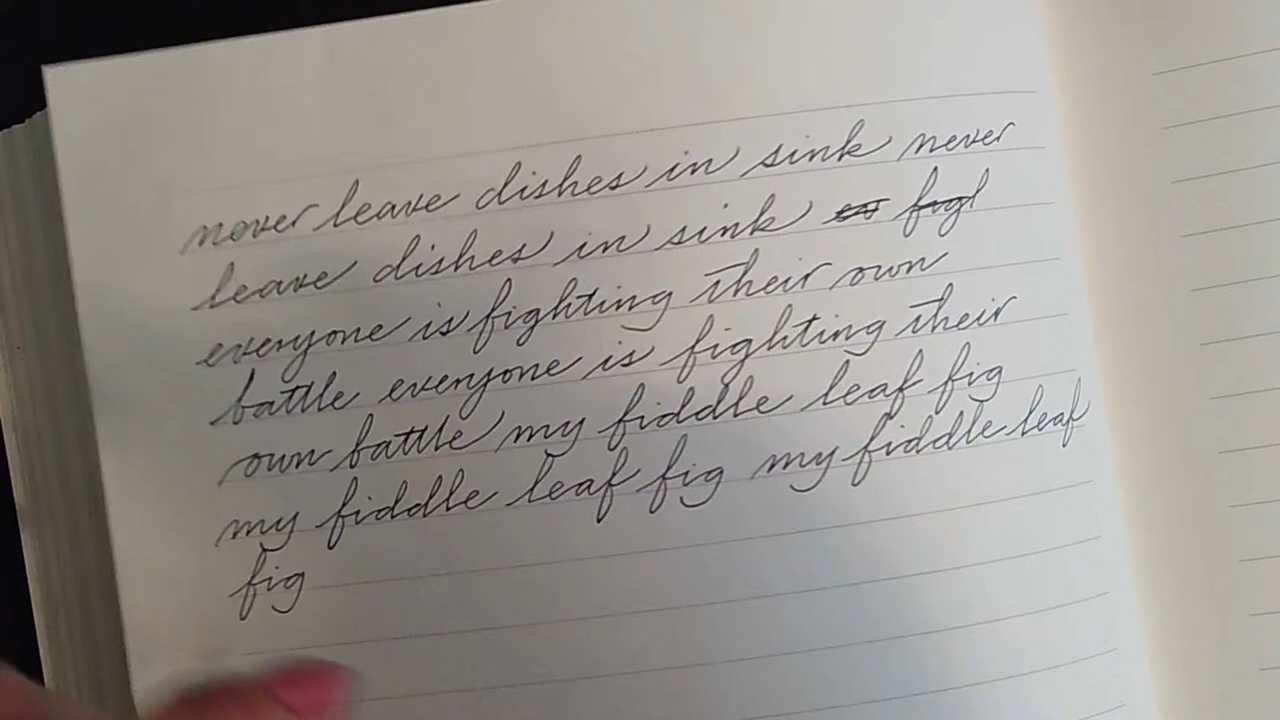 never leave dishes in sink never
leave dishes in sink
everyone is fighting their own
battle everyone is fighting their
own battle my fiddle leaf fig
my fiddle leaf fig my fiddle leaf
fig